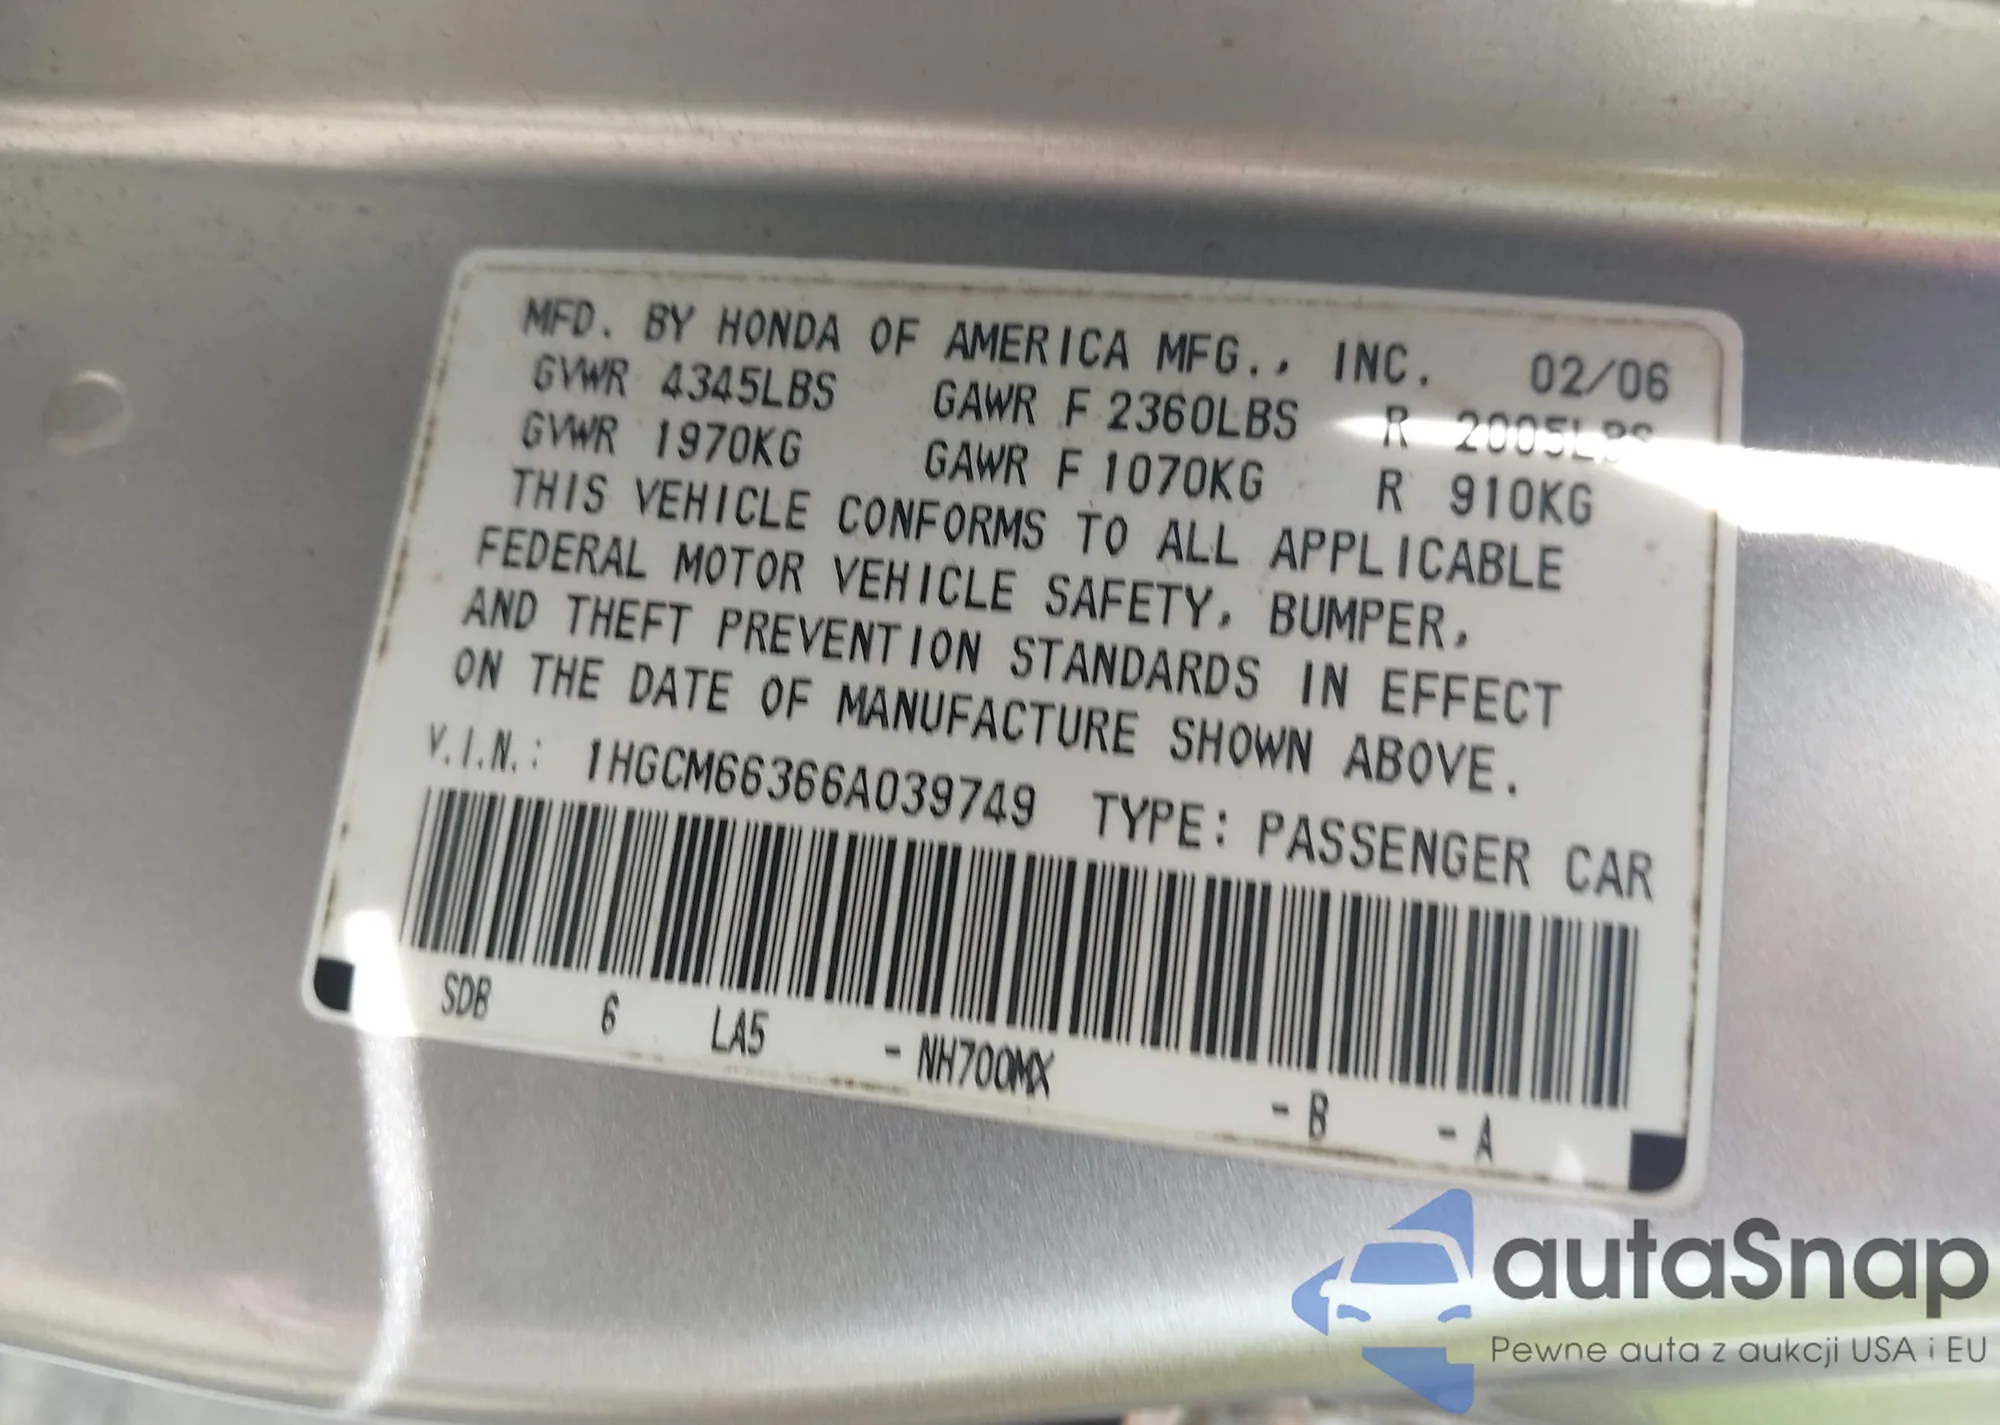 MFD. BY HONDA OF AMERICA MFG., INC. 02/06
GVWR 4345LBS GAWR F 2360LBS R 2005LBS
GVWR 1970KG GAWR F 1070KG R 910KG
THIS VEHICLE CONFORMS TO ALL APPLICABLE
FEDERAL MOTOR VEHICLE SAFETY, BUMPER,
AND THEFT PREVENTION STANDARDS IN EFFECT
ON THE DATE OF MANUFACTURE SHOWN ABOVE.
V.I.N.: 1HGCM66366A039749 TYPE: PASSENGER CAR
SDB 6 LA5 - NH700MX - B - A
autaSnap
Pewne auta z aukcji USA i EU